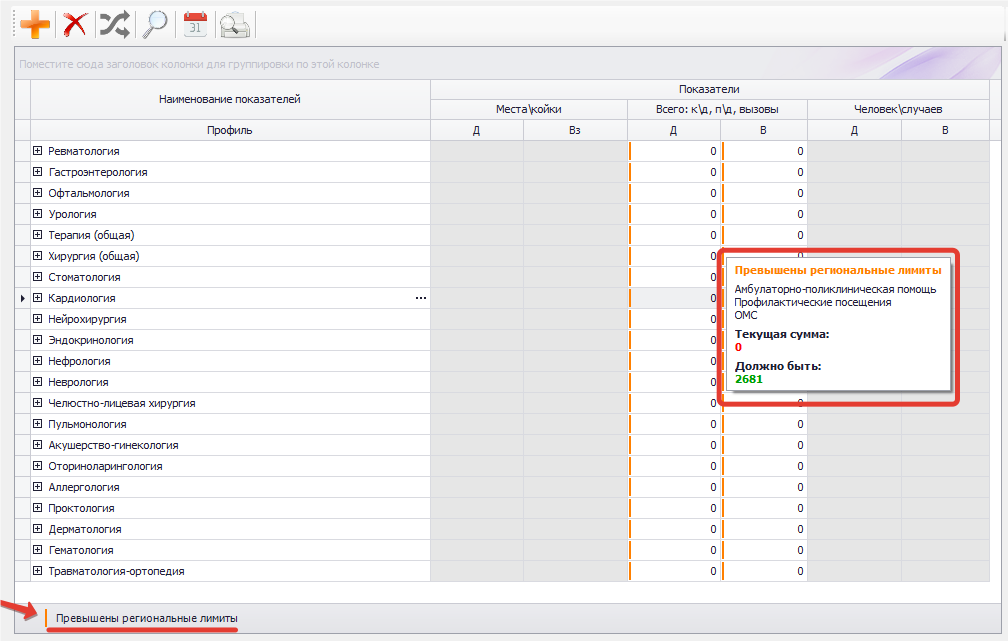 31
Поместите сюда заголовок колонки для группировки по этой колонке
Наименование показателей
Показатели
Места\койки
Всего: к\д, п\д, вызовы
Человек\случаев
Профиль
Д
Вз
Д
В
Д
В
Ревматология 0 0
Гастроэнтерология 0 0
Офтальмология 0 0
Урология 0 0
Терапия (общая) 0 0
Хирургия (общая) 0 0
Стоматология 0
Кардиология ... 0
Нейрохирургия 0
Эндокринология 0
Нефрология 0
Неврология 0
Челюстно-лицевая хирургия 0 0
Пульмонология 0 0
Акушерство-гинекология 0 0
Оториноларингология 0 0
Аллергология 0 0
Проктология 0 0
Дерматология 0 0
Гематология 0 0
Травматология-ортопедия 0 0
Превышены региональные лимиты
Амбулаторно-поликлиническая помощь
Профилактические посещения
ОМС
Текущая сумма:
0
Должно быть:
2681
Превышены региональные лимиты